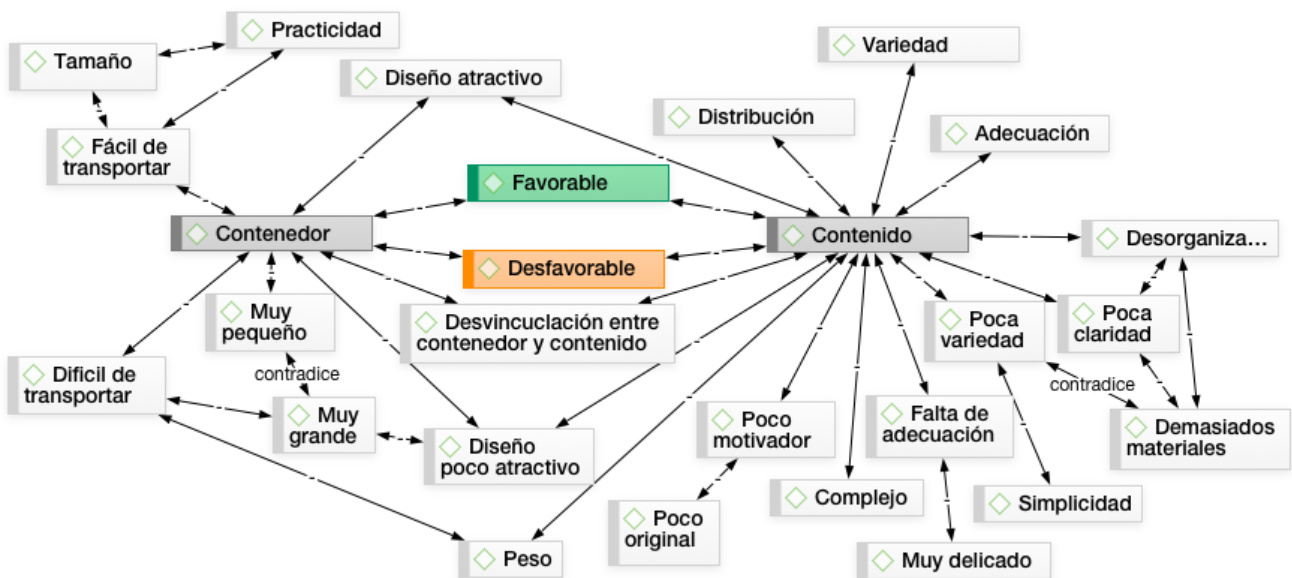 Practicidad
Tamaño
Diseño atractivo
Variedad
Distribución
Adecuación
Fácil de
transportar
Favorable
Contenedor
Contenido
Desorganiza...
Desfavorable
Muy
pequeño
Desvincuclación entre
contenedor y contenido
Poca
variedad
Poca
claridad
contradice
Dificil de
transportar
contradice
Muy
grande
Diseño
poco atractivo
Poco
motivador
Falta de
adecuación
Demasiados
materiales
Complejo
Simplicidad
Poco
original
Peso
Muy delicado